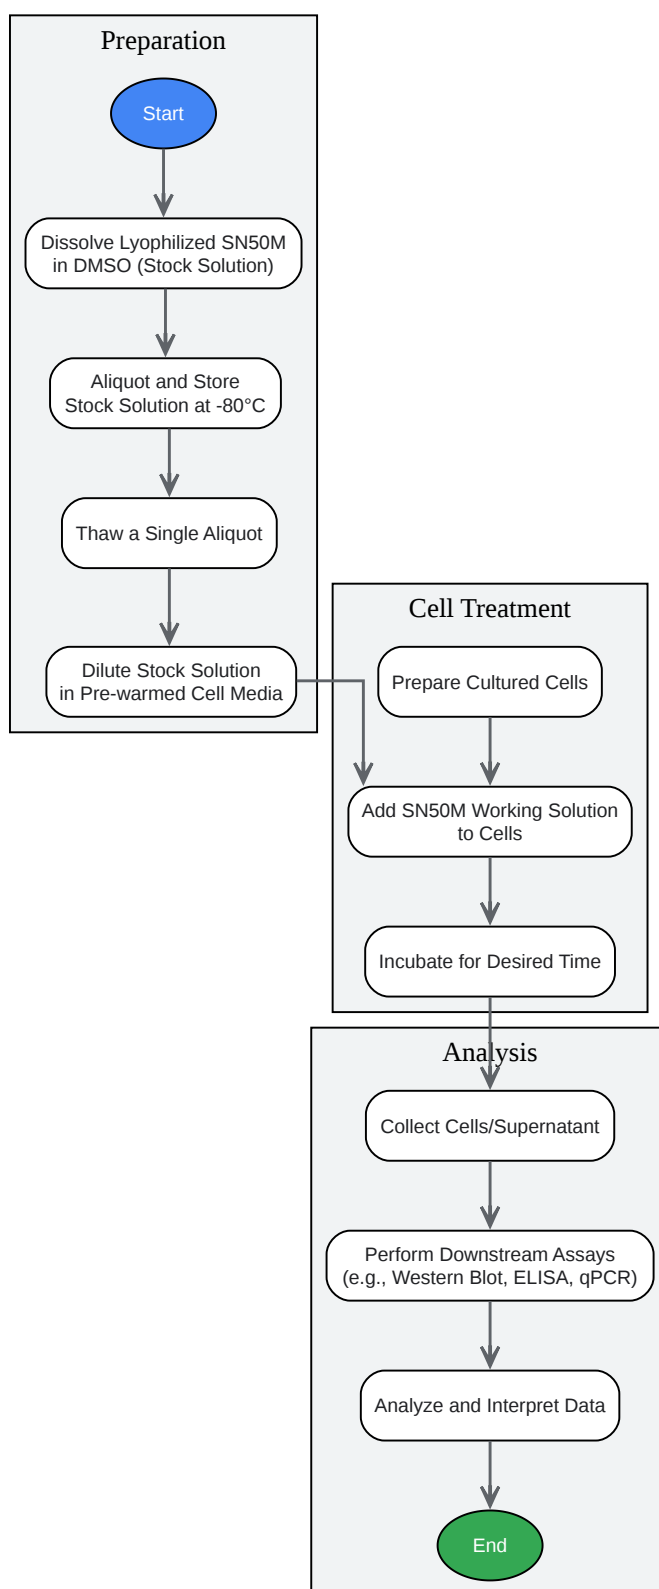 Preparation
Start
Dissolve Lyophilized SN50M
in DMSO (Stock Solution)
Aliquot and Store
Stock Solution at -80°C
Thaw a Single Aliquot
Dilute Stock Solution
in Pre-warmed Cell Media
Cell Treatment
Prepare Cultured Cells
Add SN50M Working Solution
to Cells
Incubate for Desired Time
Analysis
Collect Cells/Supernatant
Perform Downstream Assays
(e.g., Western Blot, ELISA, qPCR)
Analyze and Interpret Data
End